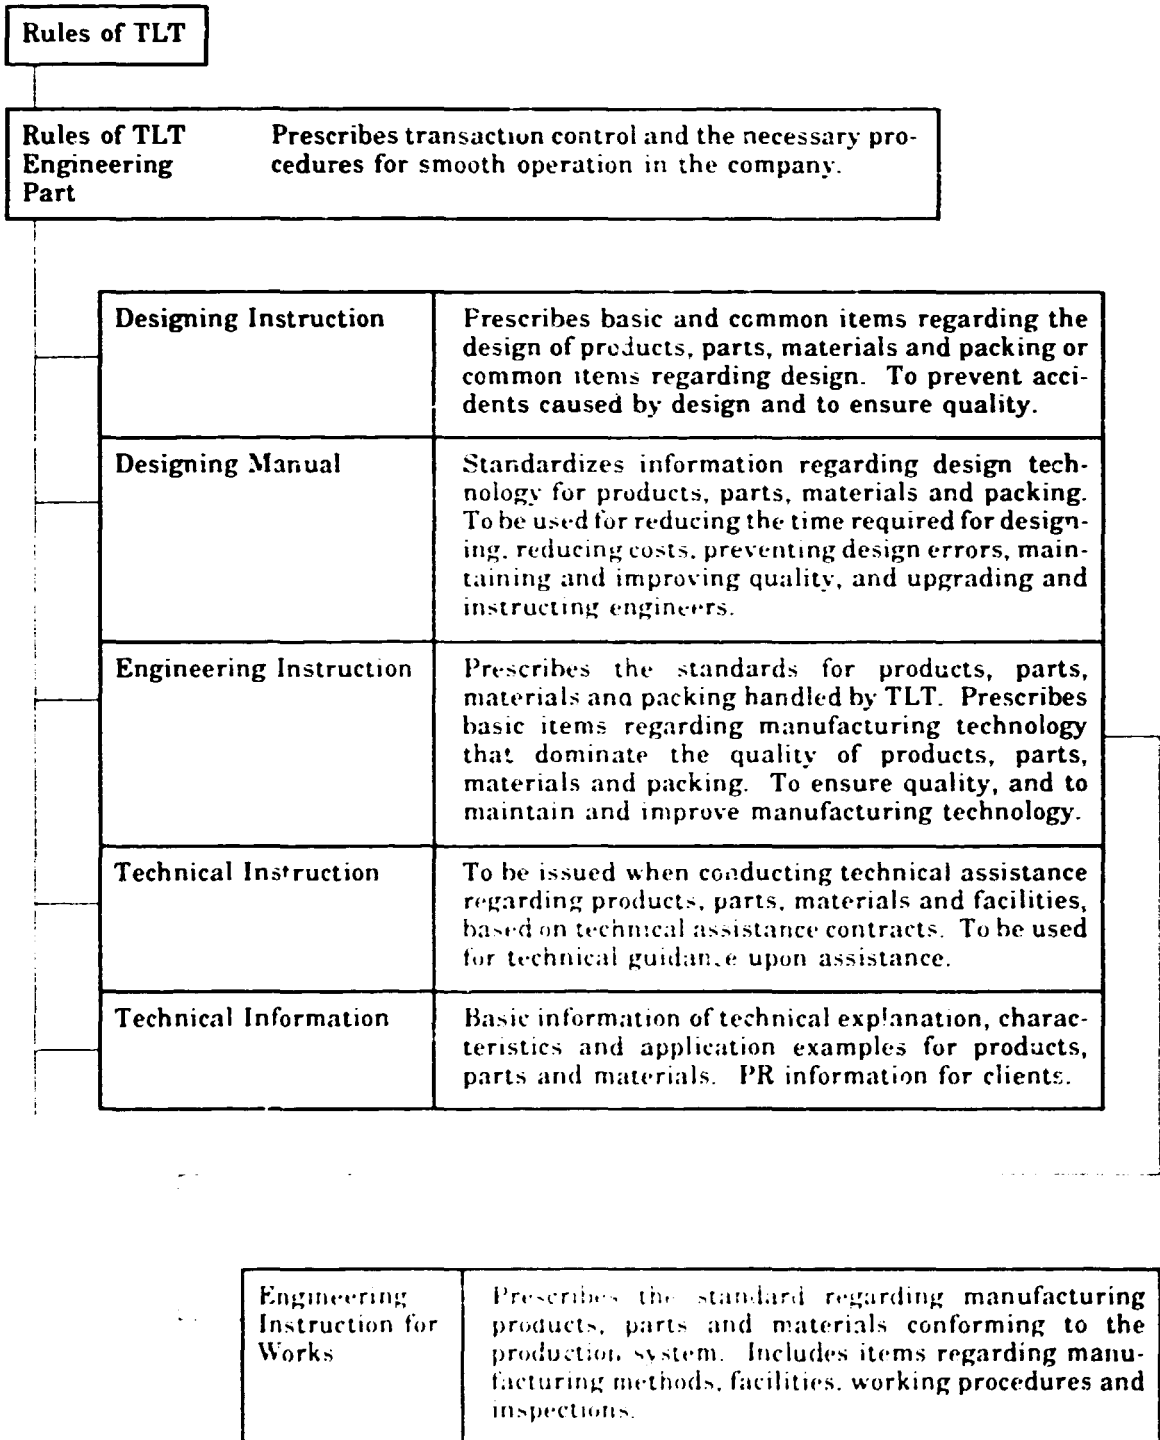 Rules of TLT
Rules of TLT
Engineering
Part
Prescribes transaction control and the necessary pro-
cedures for smooth operation in the company.
Designing Instruction
Prescribes basic and common items regarding the
design of products, parts, materials and packing or
common items regarding design. To prevent acci-
dents caused by design and to ensure quality.
Designing Manual
Standardizes information regarding design tech-
nology for products, parts, materials and packing.
To be used for reducing the time required for design-
ing, reducing costs, preventing design errors, main-
taining and improving quality, and upgrading and
instructing engineers.
Engineering Instruction
Prescribes the standards for products, parts,
materials and packing handled by TLT. Prescribes
basic items regarding manufacturing technology
that dominate the quality of products, parts,
materials and packing. To ensure quality, and to
maintain and improve manufacturing technology.
Technical Instruction
To be issued when conducting technical assistance
regarding products, parts, materials and facilities,
based on technical assistance contracts. To be used
for technical guidance upon assistance.
Technical Information
Basic information of technical explanation, charac-
teristics and application examples for products,
parts and materials. PR information for clients.
Engineering
Instruction for
Works
Prescribes the standard regarding manufacturing
products, parts and materials conforming to the
production system. Includes items regarding manu-
facturing methods, facilities, working procedures and
inspections.